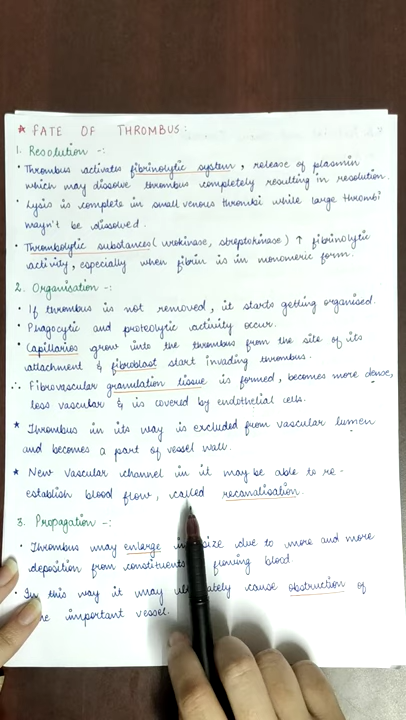 * FATE OF THROMBUS:
1. Resolution -:
• Thrombus activates fibrinolytic system, release of plasmin
which may dissolve thrombus completely resulting in resolution.
• Lysis is complete in small venous thrombi while large thrombi
mayn't be dissolved.
• Thrombolytic substances (urokinase, streptokinase) ↑ fibrinolytic
activity, especially when fibrin is in monomeric form.
2. Organisation -:
• If thrombus is not removed, it starts getting organised.
• Phagocytic and proteolytic activity occur.
• Capillaries grow into the thrombus from the site of its
attachment & fibroblast start invading thrombus.
∴ Fibrovascular granulation tissue is formed, becomes more dense,
less vascular & is covered by endothelial cells.
* Thrombus in its way is excluded from vascular lumen
and becomes a part of vessel wall.
* New vascular channel in it may be able to re-
establish blood flow, called recanalisation.
3. Propagation -:
• Thrombus may enlarge in size due to more and more
deposition from constituents flowing blood
• In this way it may cause obstruction of
important vessel.